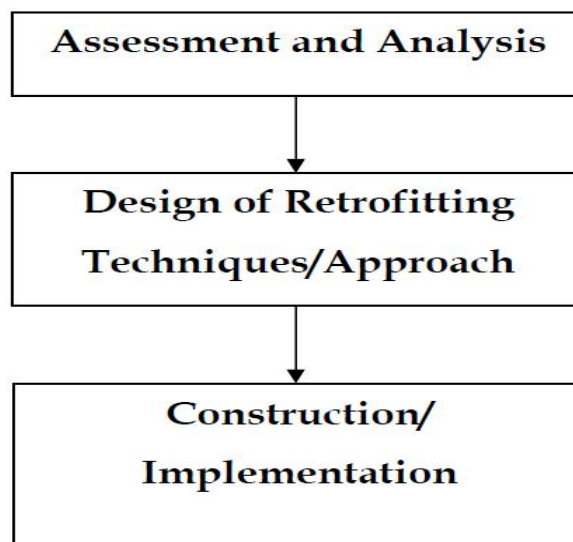 Assessment and Analysis
Design of Retrofitting
Techniques/Approach
Construction/
Implementation